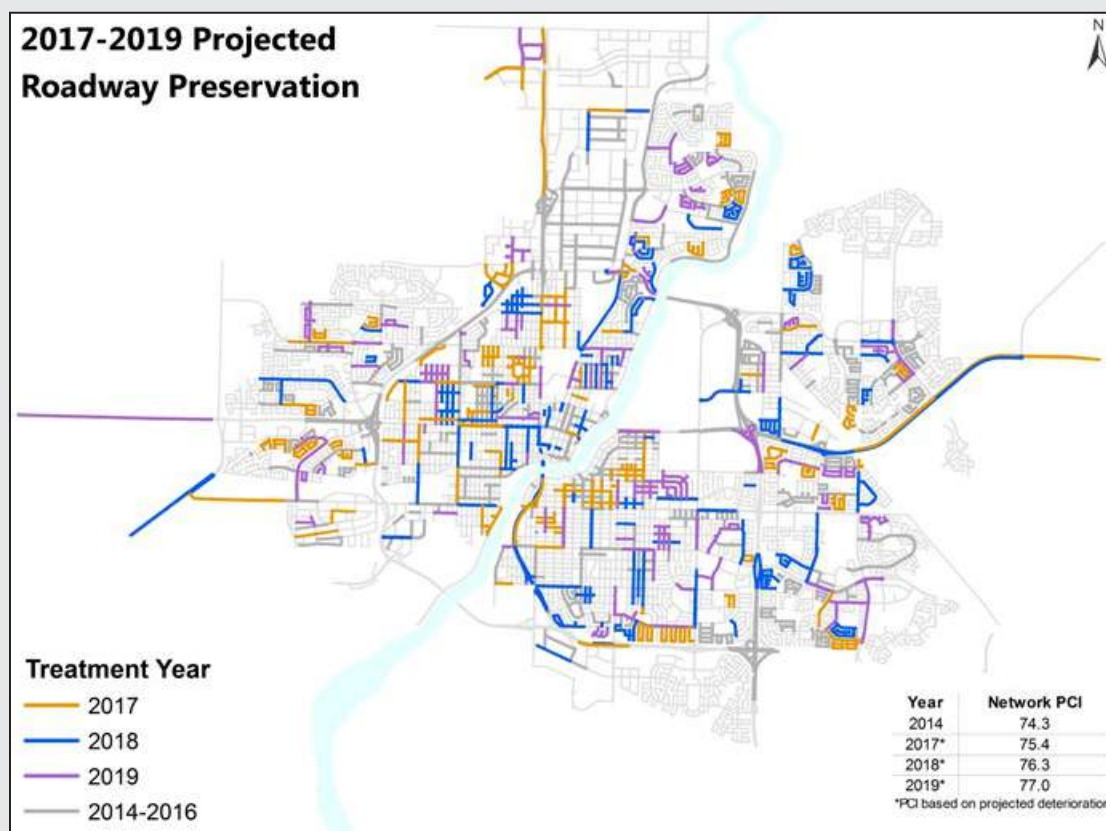 2017-2019 Projected
Roadway Preservation
N
Treatment Year
2017
2018
2019
2014-2016
Year Network PCI
2014 74.3
2017* 75.4
2018* 76.3
2019* 77.0
*PCI based on projected deterioration